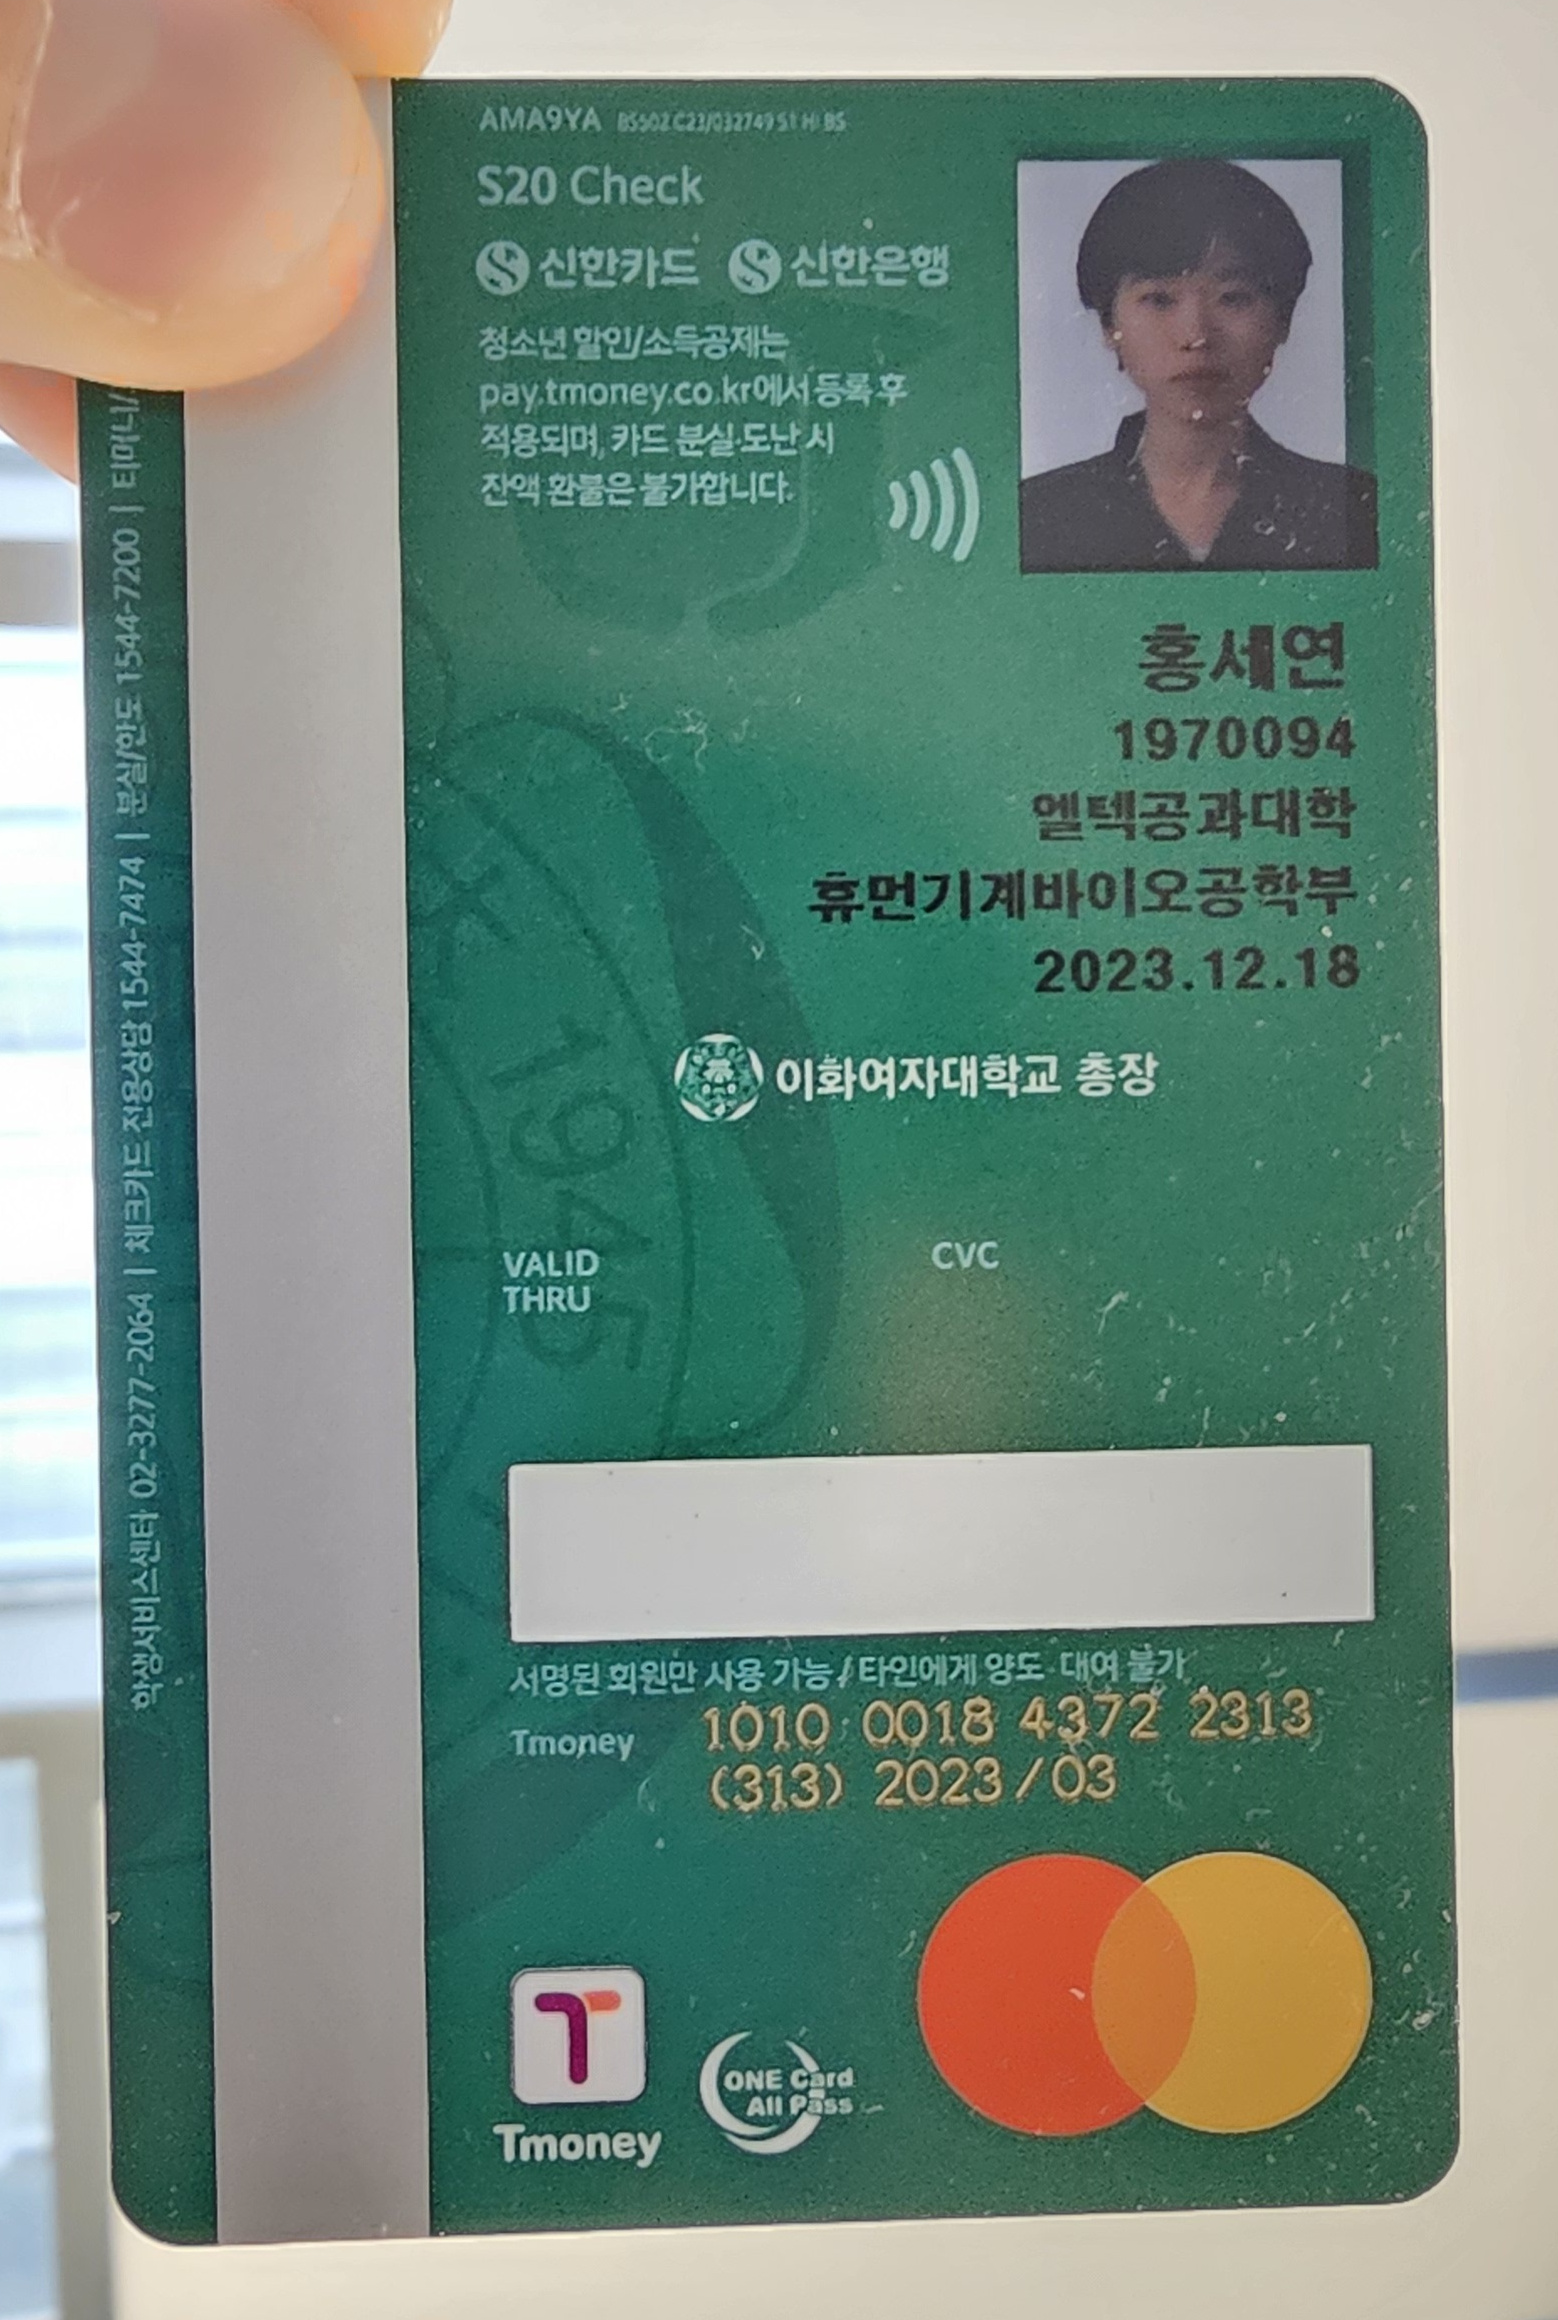 AMA9YA
S20 Check
신한카드 신한은행
청소년 할인/소득공제는
pay.tmoney.co.kr에서 등록 후
적용되며, 카드 분실·도난 시
잔액 환불은 불가합니다.
홍세연
1970094
엘텍공과대학
휴먼기계바이오공학부
2023.12.18
이화여자대학교 총장
1945
VALID
THRU
CVC
서명된 회원만 사용 가능 / 타인에게 양도·대여 불가
Tmoney 1010 0018 4372 2313
(313) 2023/03
Tmoney
ONE Card
All Pass
학생서비스센터 02-3277-2064 | 체크카드 전용상담 1544-7474 | 분실/안도 1544-7200 | 티머니/